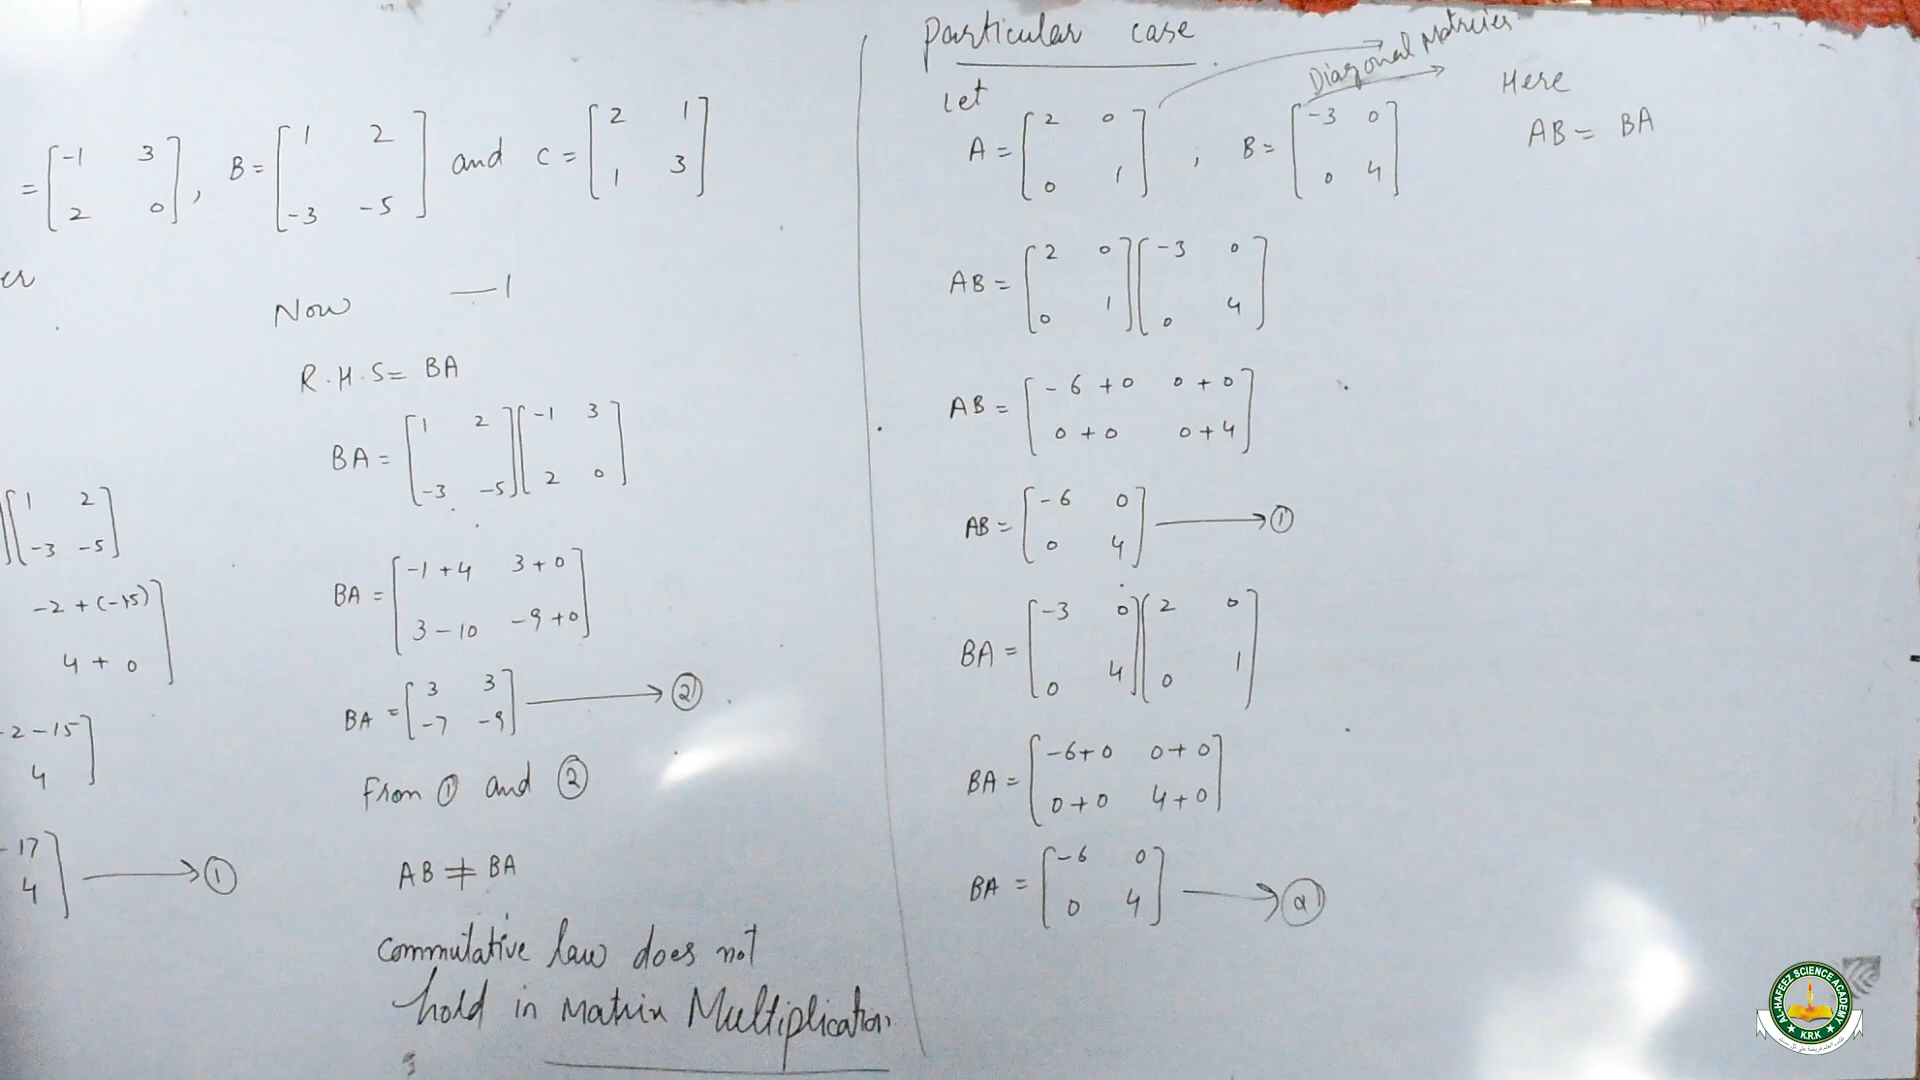 = [-1 3; 2 0], B = [1 2; -3 -5] and C = [2 1; 1 3]
er
[1 2; -3 -5]
-2 + (-15)
4 + 0
-2 - 15
4
-17
4] → ①
Now — 1
R.H.S = BA
BA = [1 2; -3 -5] [-1 3; 2 0]
BA = [-1 + 4 3 + 0; 3 - 10 -9 + 0]
BA = [3 3; -7 -9] → ②
From ① and ②
AB ≠ BA
Commutative law does not
hold in Matrix Multiplication
Particular case.
Let
Diagonal Matricies
A = [2 0; 0 1], B = [-3 0; 0 4]
Here
AB = BA
AB = [2 0; 0 1] [-3 0; 0 4]
AB = [-6 + 0 0 + 0; 0 + 0 0 + 4]
AB = [-6 0; 0 4] → ①
BA = [-3 0; 0 4] [2 0; 0 1]
BA = [-6 + 0 0 + 0; 0 + 0 4 + 0]
BA = [-6 0; 0 4] → ②
AL-HAFEEZ SCIENCE ACADEMY
K.R.K